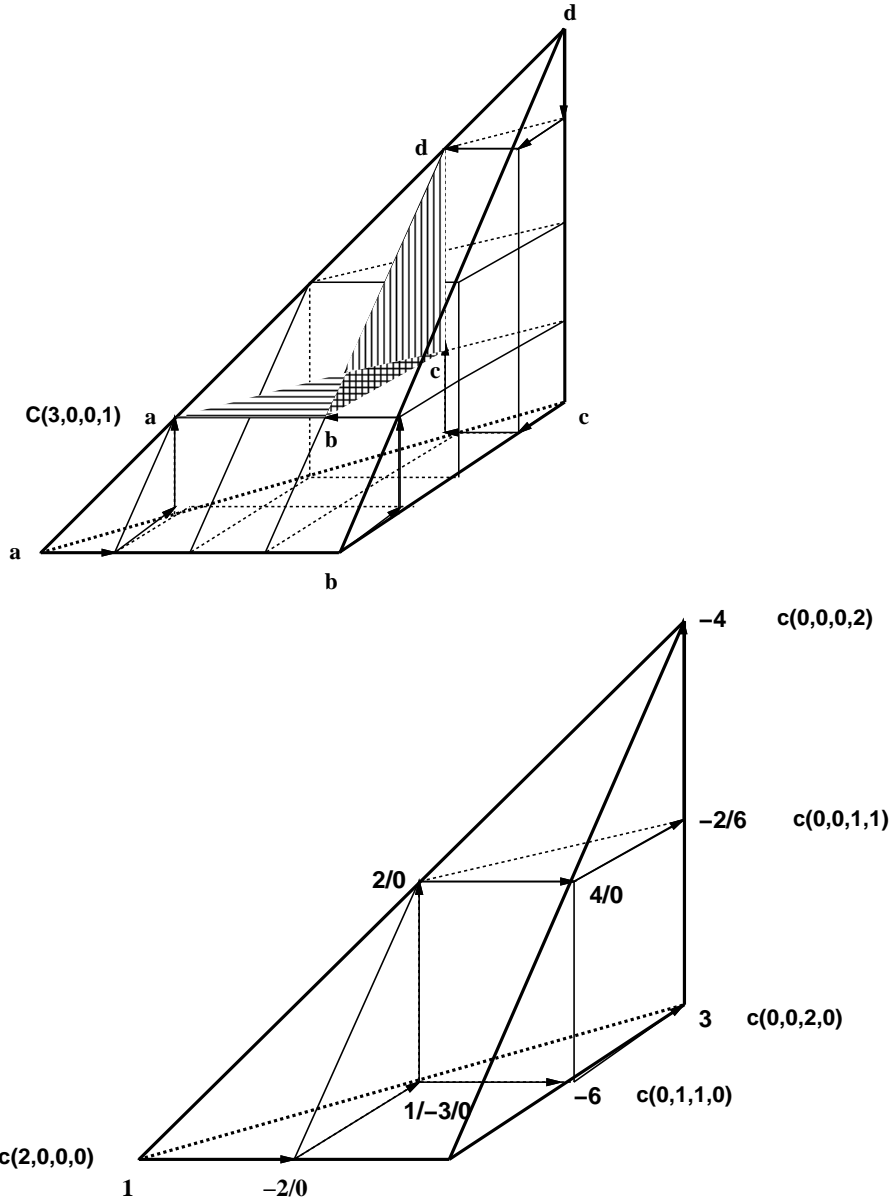 d
d
c
C(3,0,0,1) a
b
c
a
b
−4 c(0,0,0,2)
−2/6 c(0,0,1,1)
2/0
4/0
3 c(0,0,2,0)
1/−3/0
−6 c(0,1,1,0)
c(2,0,0,0)
1
−2/0